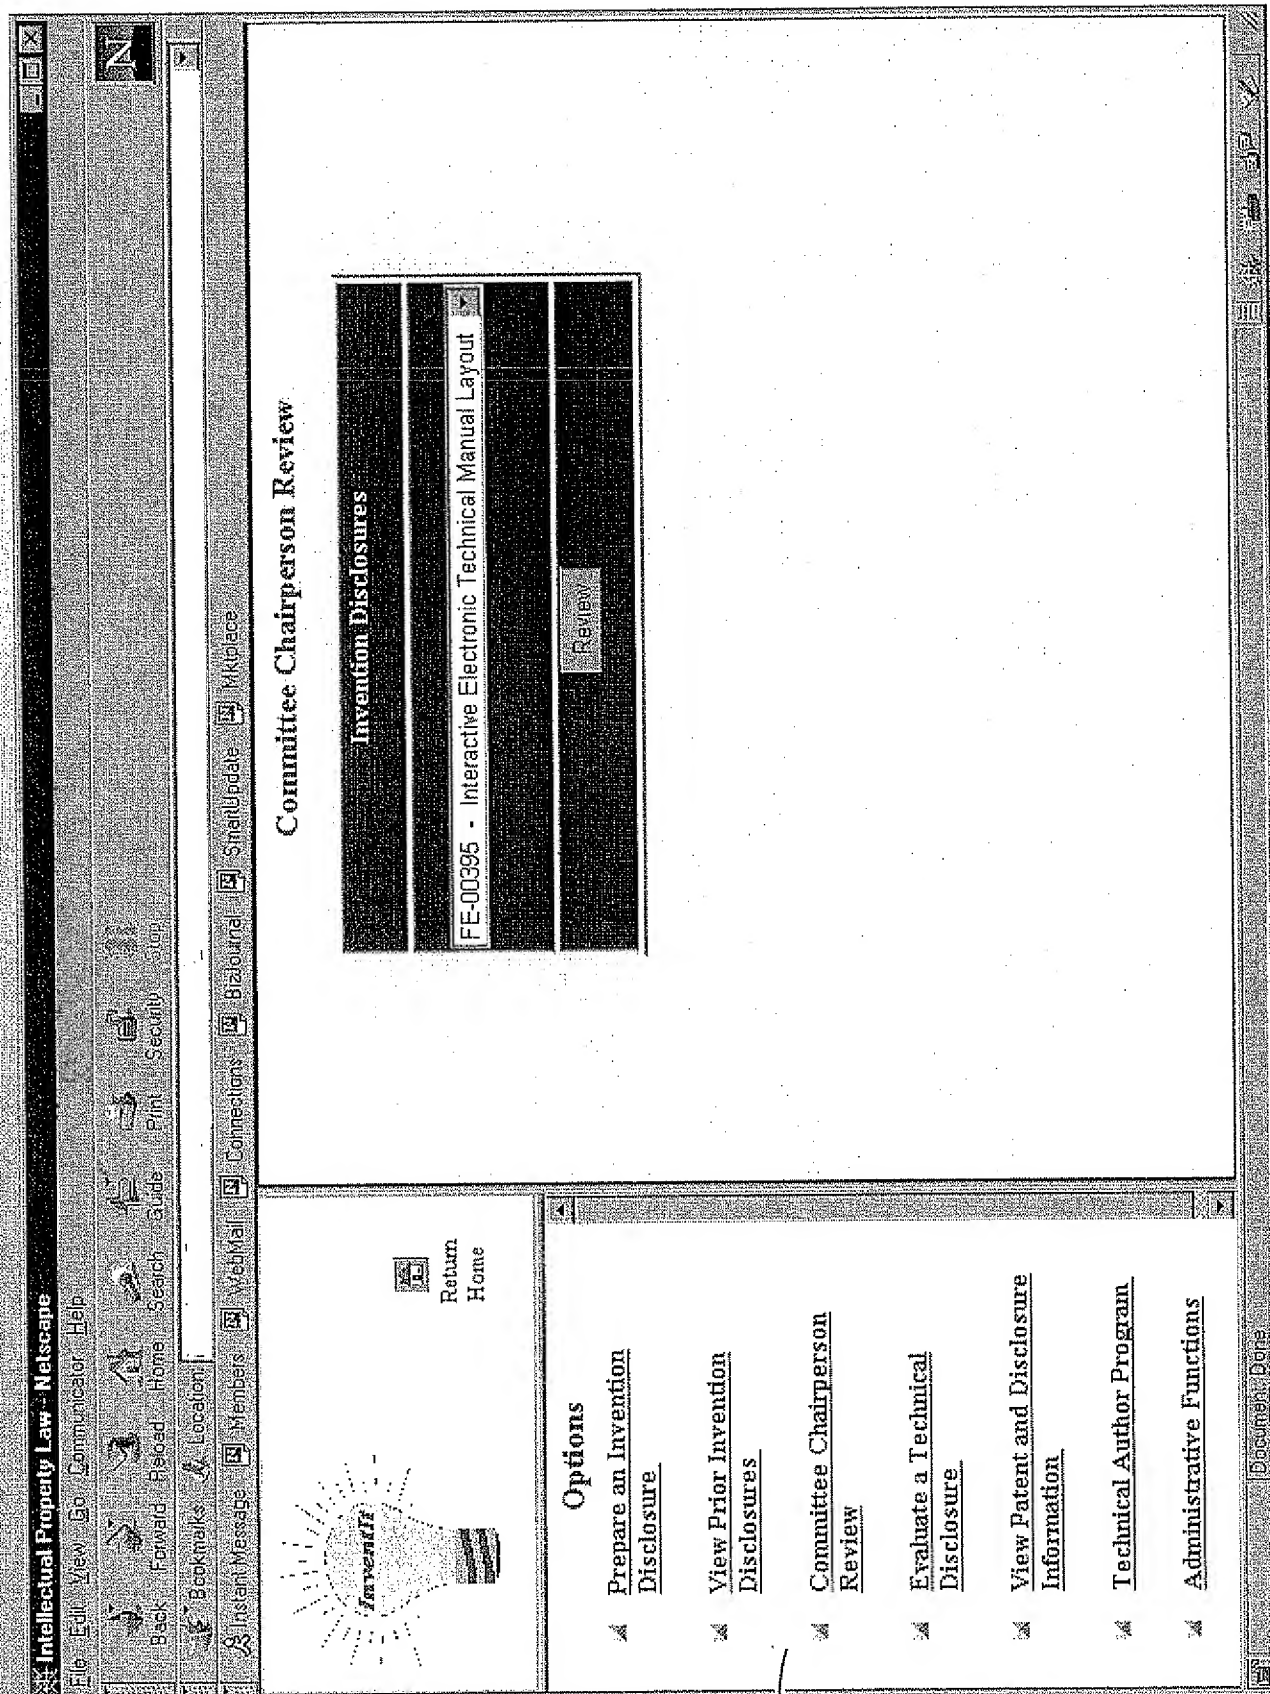 Intellectual Property Law - Netscape
File Edit View Go Communicator Help
Back Forward Reload Home Search Guide Print Security Stop
Bookmarks Location
Instant Message Members WebMail Connections BizJournal SmartUpdate Mktplace
InventIt
Return
Home
Options
Prepare an Invention
Disclosure
View Prior Invention
Disclosures
Committee Chairperson
Review
Evaluate a Technical
Disclosure
View Patent and Disclosure
Information
Technical Author Program
Administrative Functions
Committee Chairperson Review
Invention Disclosures
FE-00395 - Interactive Electronic Technical Manual Layout
Review
Document: Done